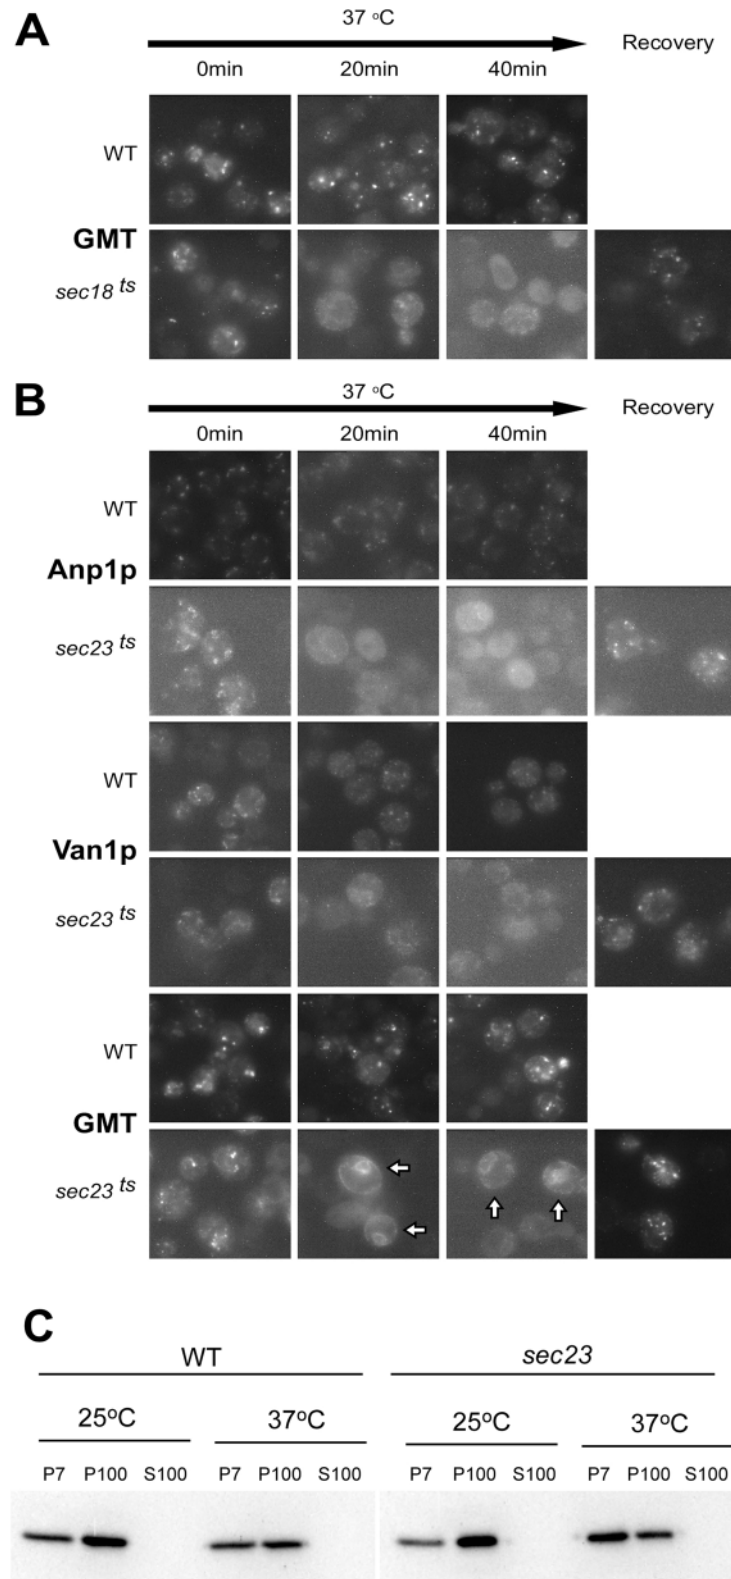 A
37 °C
Recovery
0min 20min 40min
WT
GMT
sec18 ts
B
37 °C
Recovery
0min 20min 40min
WT
Anp1p
sec23 ts
WT
Van1p
sec23 ts
WT
GMT
sec23 ts
C
WT sec23
25°C 37°C 25°C 37°C
P7 P100 S100 P7 P100 S100 P7 P100 S100 P7 P100 S100